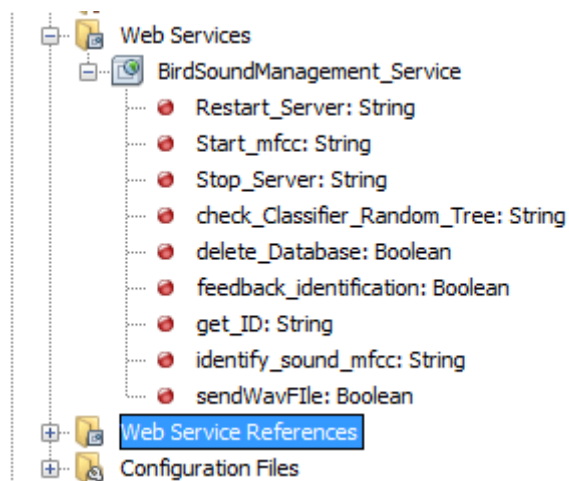 Web Services
BirdSoundManagement_Service
Restart_Server: String
Start_mfcc: String
Stop_Server: String
check_Classifier_Random_Tree: String
delete_Database: Boolean
feedback_identification: Boolean
get_ID: String
identify_sound_mfcc: String
sendWavFIle: Boolean
Web Service References
Configuration Files